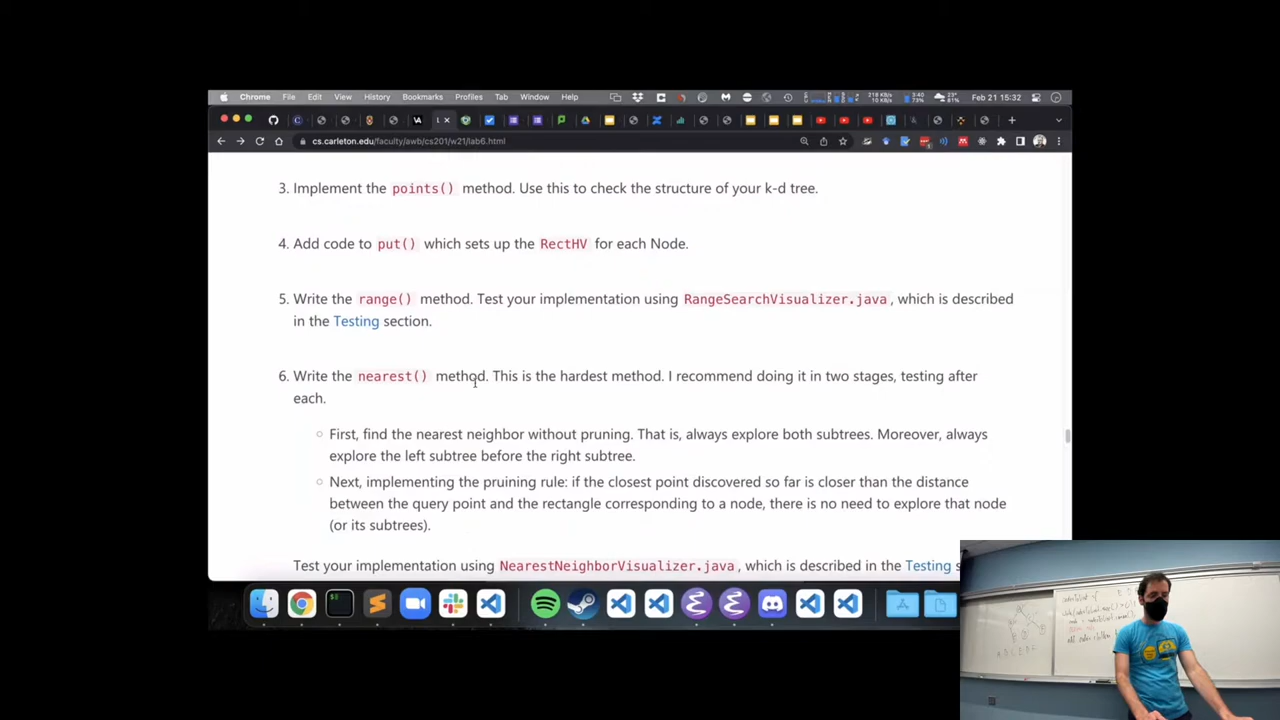 Chrome File Edit View History Bookmarks Profiles Tab Window Help Feb 21 15:32
cs.carleton.edu/faculty/awb/cs201/w21/lab6.html
3. Implement the points() method. Use this to check the structure of your k-d tree.
4. Add code to put() which sets up the RectHV for each Node.
5. Write the range() method. Test your implementation using RangeSearchVisualizer.java, which is described
in the Testing section.
6. Write the nearest() method. This is the hardest method. I recommend doing it in two stages, testing after
each.
First, find the nearest neighbor without pruning. That is, always explore both subtrees. Moreover, always
explore the left subtree before the right subtree.
Next, implementing the pruining rule: if the closest point discovered so far is closer than the distance
between the query point and the rectangle corresponding to a node, there is no need to explore that node
(or its subtrees).
Test your implementation using NearestNeighborVisualizer.java, which is described in the Testing s